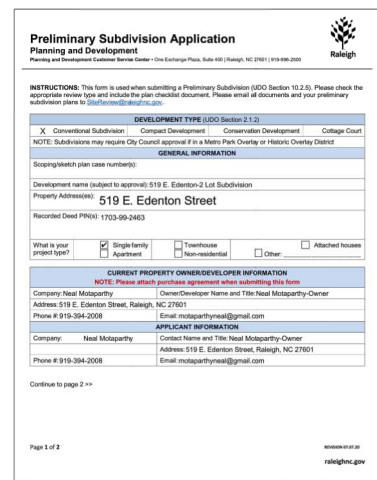 Preliminary Subdivision Application
Planning and Development
Planning and Development Customer Service Center • One Exchange Plaza, Suite 400 | Raleigh, NC 27601 | 919-996-2500
Raleigh
INSTRUCTIONS: This form is used when submitting a Preliminary Subdivision (UDO Section 10.2.5). Please check the
appropriate review type and include the plan checklist document. Please email all documents and your preliminary
subdivision plans to SiteReview@raleighnc.gov.
DEVELOPMENT TYPE (UDO Section 2.1.2)
X Conventional Subdivision Compact Development Conservation Development Cottage Court
NOTE: Subdivisions may require City Council approval if in a Metro Park Overlay or Historic Overlay District
GENERAL INFORMATION
Scoping/sketch plan case number(s):
Development name (subject to approval): 519 E. Edenton-2 Lot Subdivision
Property Address(es): 519 E. Edenton Street
Recorded Deed PIN(s): 1703-99-2463
What is your project type? ✔ Single family Townhouse Attached houses
Apartment Non-residential Other:
CURRENT PROPERTY OWNER/DEVELOPER INFORMATION
NOTE: Please attach purchase agreement when submitting this form
Company: Neal Motaparthy Owner/Developer Name and Title: Neal Motaparthy-Owner
Address: 519 E. Edenton Street, Raleigh, NC 27601
Phone #: 919-394-2008 Email: motaparthyneal@gmail.com
APPLICANT INFORMATION
Company: Neal Motaparthy Contact Name and Title: Neal Motaparthy-Owner
Address: 519 E. Edenton Street, Raleigh, NC 27601
Phone #: 919-394-2008 Email: motaparthyneal@gmail.com
Continue to page 2 >>
Page 1 of 2
REVISION 07.07.20
raleighnc.gov